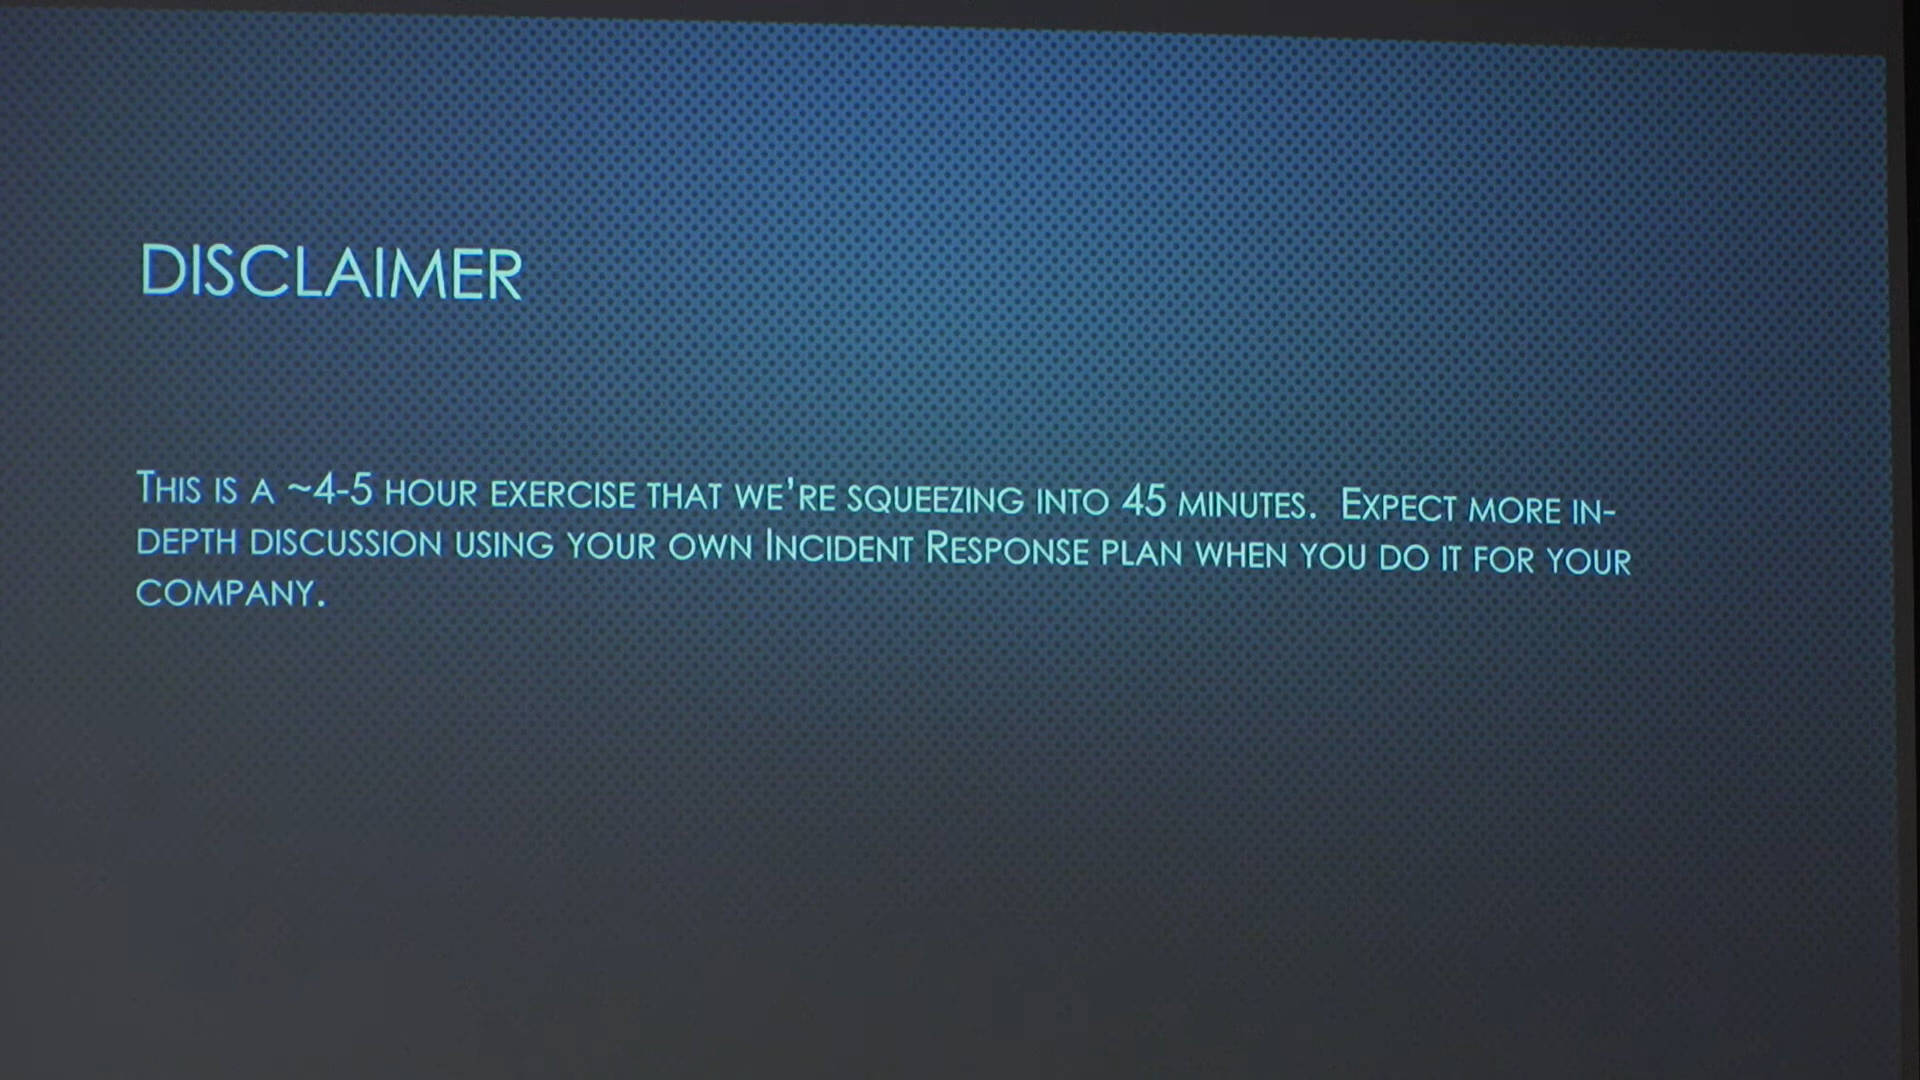 DISCLAIMER
This is a ~4-5 hour exercise that we're squeezing into 45 minutes.  Expect more in-
depth discussion using your own Incident Response plan when you do it for your
company.